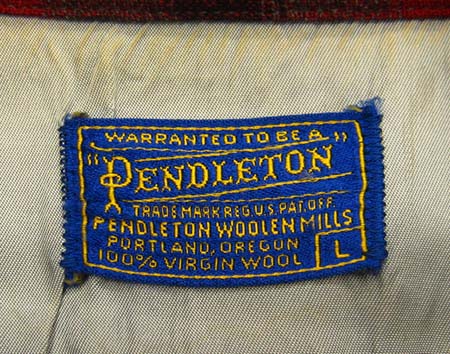 WARRANTED TO BE A
"PENDLETON"
TRADE MARK REG. U.S. PAT. OFF.
PENDLETON WOOLEN MILLS
PORTLAND, OREGON
100% VIRGIN WOOL
L